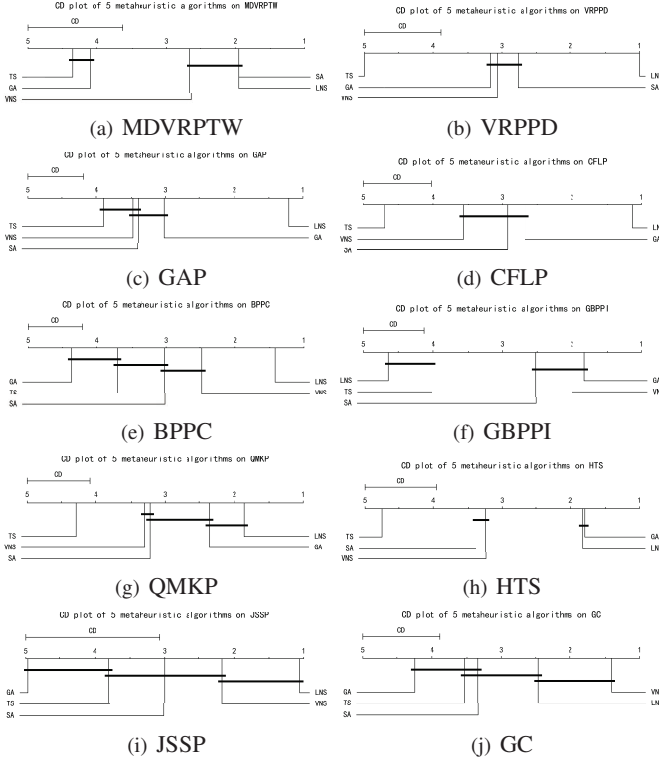 CD plot of 5 metaheuristic algorithms on MDVRPTW
CD
5 4 3 2 1
TS SA
GA LNS
VNS
(a) MDVRPTW
CD plot of 5 metaheuristic algorithms on VRPPD
CD
5 4 3 2 1
TS LN
GA SA
VNS
(b) VRPPD
CD plot of 5 metaheuristic algorithms on GAP
CD
5 4 3 2 1
TS LNS
VNS GA
SA
(c) GAP
CD plot of 5 metaheuristic algorithms on CFLP
CD
5 4 3 2 1
TS LN
VNS GA
SA
(d) CFLP
CD plot of 5 metaheuristic algorithms on BPPC
CD
5 4 3 2 1
GA LNS
TS VNS
SA
(e) BPPC
CD plot of 5 metaheuristic algorithms on GBPPI
CD
5 4 3 2 1
LNS GA
TS VN
SA
(f) GBPPI
CD plot of 5 metaheuristic algorithms on QMKP
CD
5 4 3 2 1
TS LNS
VNS GA
SA
(g) QMKP
CD plot of 5 metaheuristic algorithms on HTS
CD
5 4 3 2 1
TS GA
SA LN
VNS
(h) HTS
CD plot of 5 metaheuristic algorithms on JSSP
CD
5 4 3 2 1
GA LNS
TS VNS
SA
(i) JSSP
CD plot of 5 metaheuristic algorithms on GC
CD
5 4 3 2 1
GA VN
TS LN
SA
(j) GC